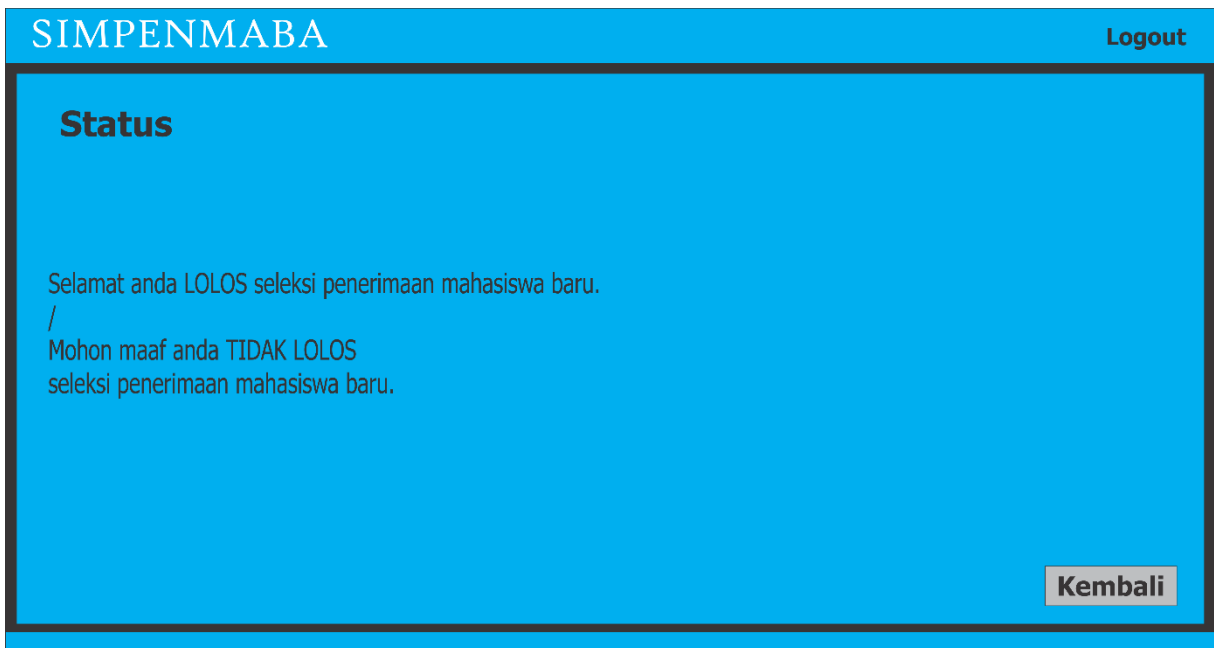 SIMPENMABA
Logout
Status
Selamat anda LOLOS seleksi penerimaan mahasiswa baru.
/
Mohon maaf anda TIDAK LOLOS
seleksi penerimaan mahasiswa baru.
Kembali